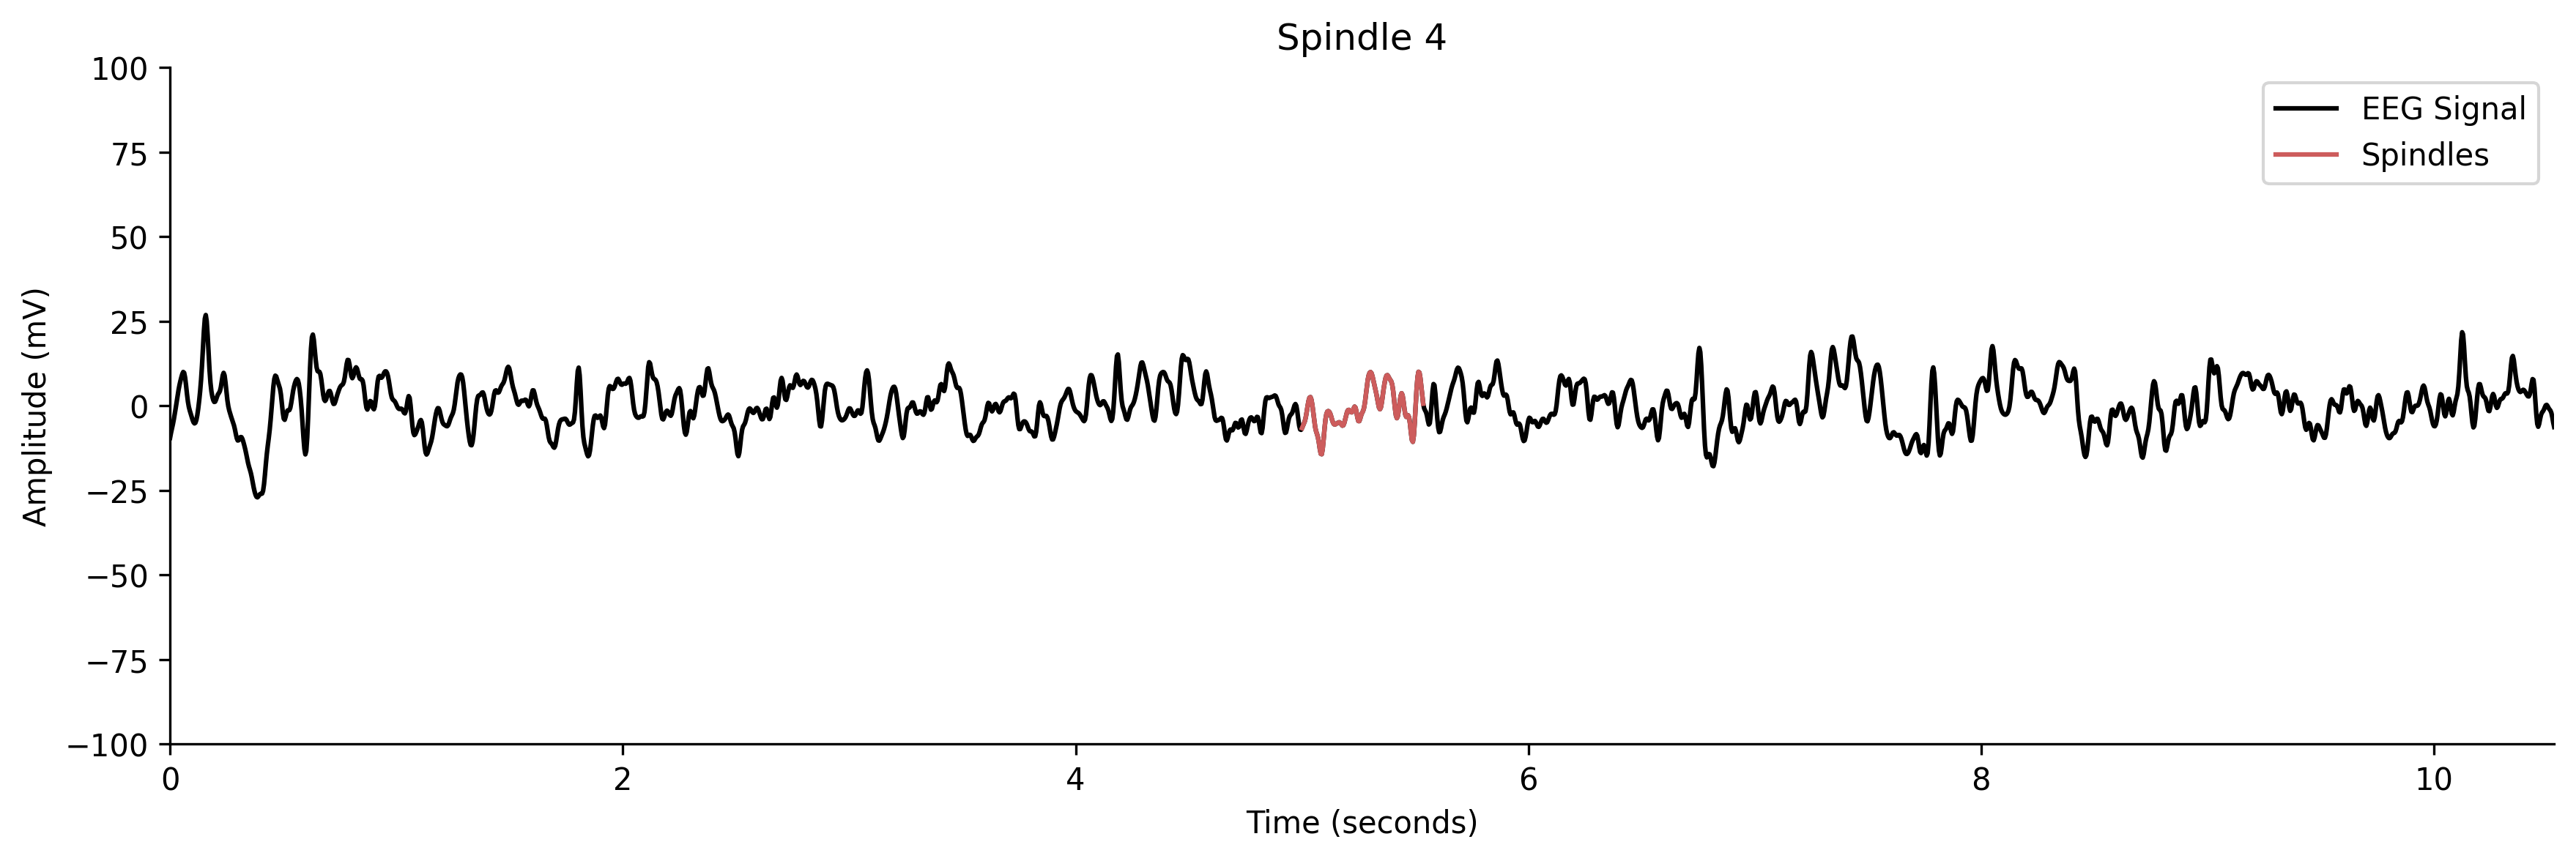 Spindle 4
100
75
50
25
0
−25
−50
−75
−100
Amplitude (mV)
EEG Signal
Spindles
0 2 4 6 8 10
Time (seconds)